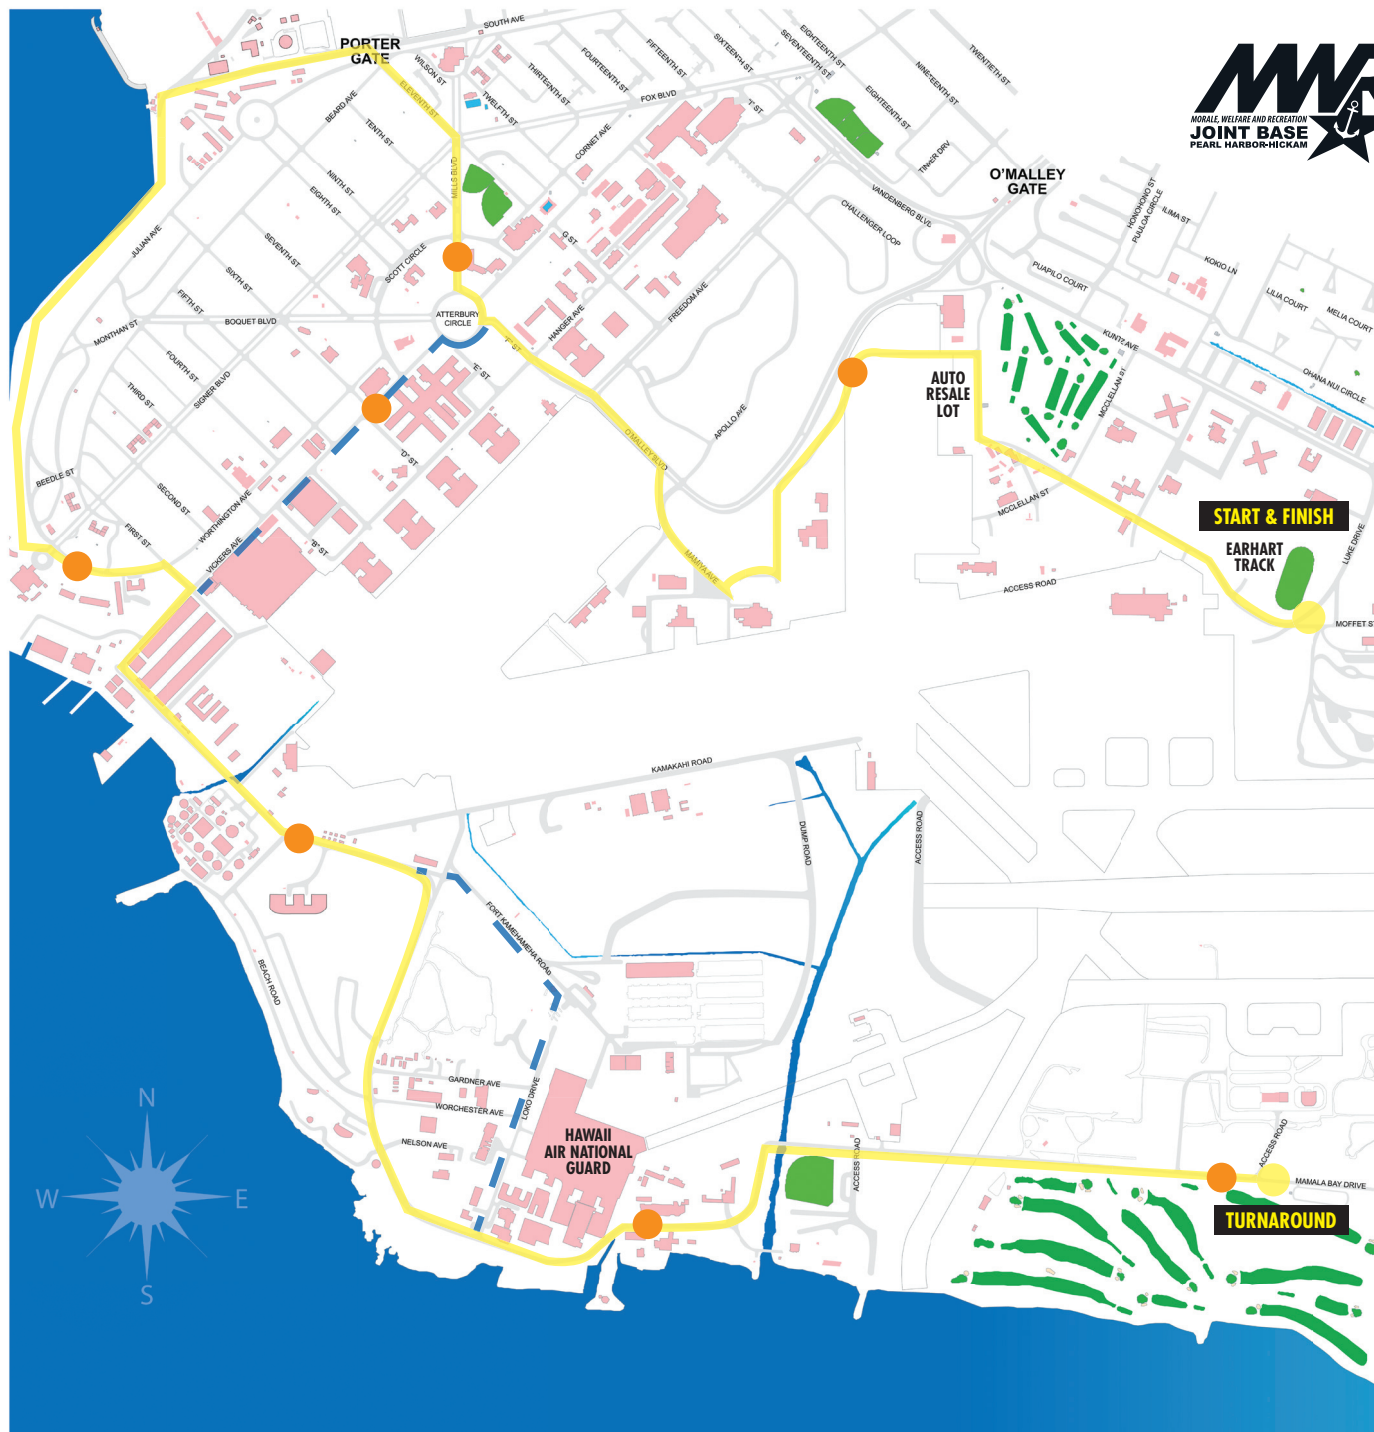 SOUTH AVE
PORTER
GATE
WILSON ST
ELEVENTH ST
TWELFTH ST
THIRTEENTH ST
FOURTEENTH ST
FIFTEENTH ST
SIXTEENTH ST
SEVENTEENTH ST
EIGHTEENTH ST
NINETEENTH ST
TWENTIETH ST
EIGHTEENTH ST
FOX BLVD
"I" ST
TINKER DRV
MWR
MORALE, WELFARE AND RECREATION
JOINT BASE
PEARL HARBOR-HICKAM
BEARD AVE
TENTH ST
NINTH ST
EIGHTH ST
SEVENTH ST
SIXTH ST
FIFTH ST
FOURTH ST
THIRD ST
SECOND ST
FIRST ST
JULIAN AVE
MILLS BLVD
CORNET AVE
G ST
SCOTT CIRCLE
VANDENBERG BLVD
CHALLENGER LOOP
O'MALLEY
GATE
HONOHONO ST
PUULOA CIRCLE
ILIMA ST
KOKIO LN
PUAPILO COURT
LILIA COURT
MELIA COURT
KUNTZ AVE
OHANA NUI CIRCLE
MONTHAN ST
BOQUET BLVD
ATTERBURY
CIRCLE
"F" ST
HANGER AVE
FREEDOM AVE
"E" ST
SIGNER BLVD
AUTO
RESALE
LOT
MCCLELLAN ST
APOLLO AVE
O'MALLEY BLVD
"D" ST
BEEDLE ST
WORTHINGTON AVE
VICKERS AVE
"B" ST
MCCLELLAN ST
MAMIYA AVE
START & FINISH
EARHART
TRACK
LUKE DRIVE
ACCESS ROAD
MOFFET ST
KAMAKAHI ROAD
DUMP ROAD
ACCESS ROAD
FORT KAMEHAMEHA ROAD
BEACH ROAD
GARDNER AVE
WORCHESTER AVE
LOKO DRIVE
NELSON AVE
HAWAII
AIR NATIONAL
GUARD
ACCESS ROAD
ACCESS ROAD
MAMALA BAY DRIVE
TURNAROUND
N
W
E
S